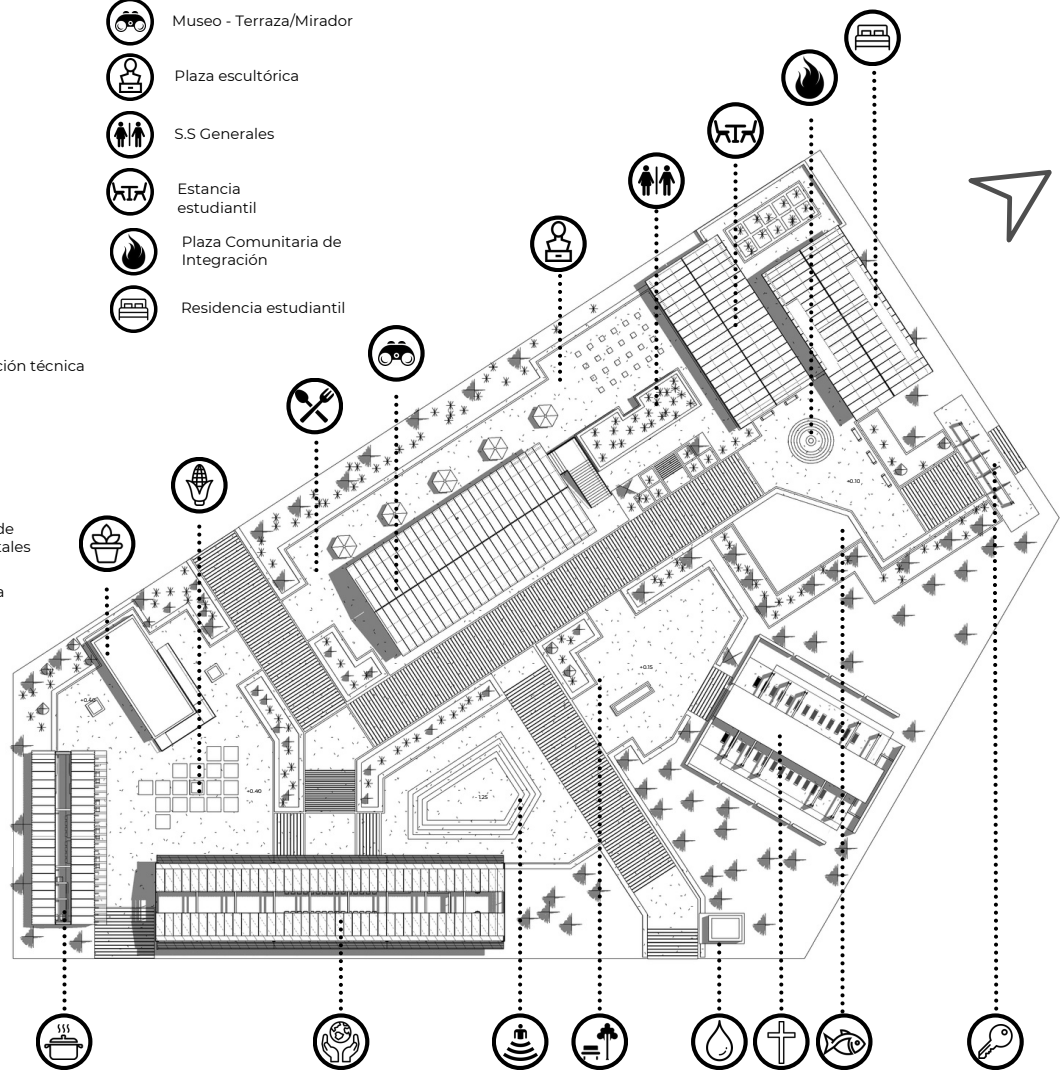 Museo - Terraza/Mirador
Plaza escultórica
S.S Generales
Estancia
estudiantil
Plaza Comunitaria de
Integración
Residencia estudiantil
ción técnica
de
tales
a
+0.10
+0.15
+0.40
+0.40
- 1.25